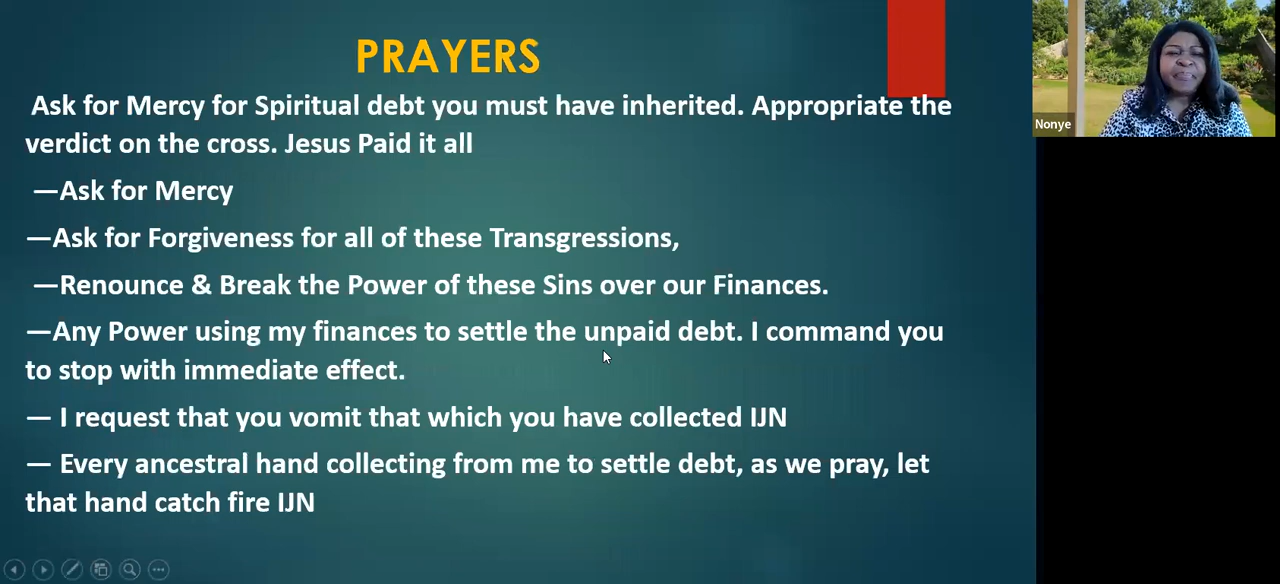 PRAYERS
Ask for Mercy for Spiritual debt you must have inherited. Appropriate the
verdict on the cross. Jesus Paid it all
—Ask for Mercy
—Ask for Forgiveness for all of these Transgressions,
—Renounce & Break the Power of these Sins over our Finances.
—Any Power using my finances to settle the unpaid debt. I command you
to stop with immediate effect.
— I request that you vomit that which you have collected IJN
— Every ancestral hand collecting from me to settle debt, as we pray, let
that hand catch fire IJN
Nonye